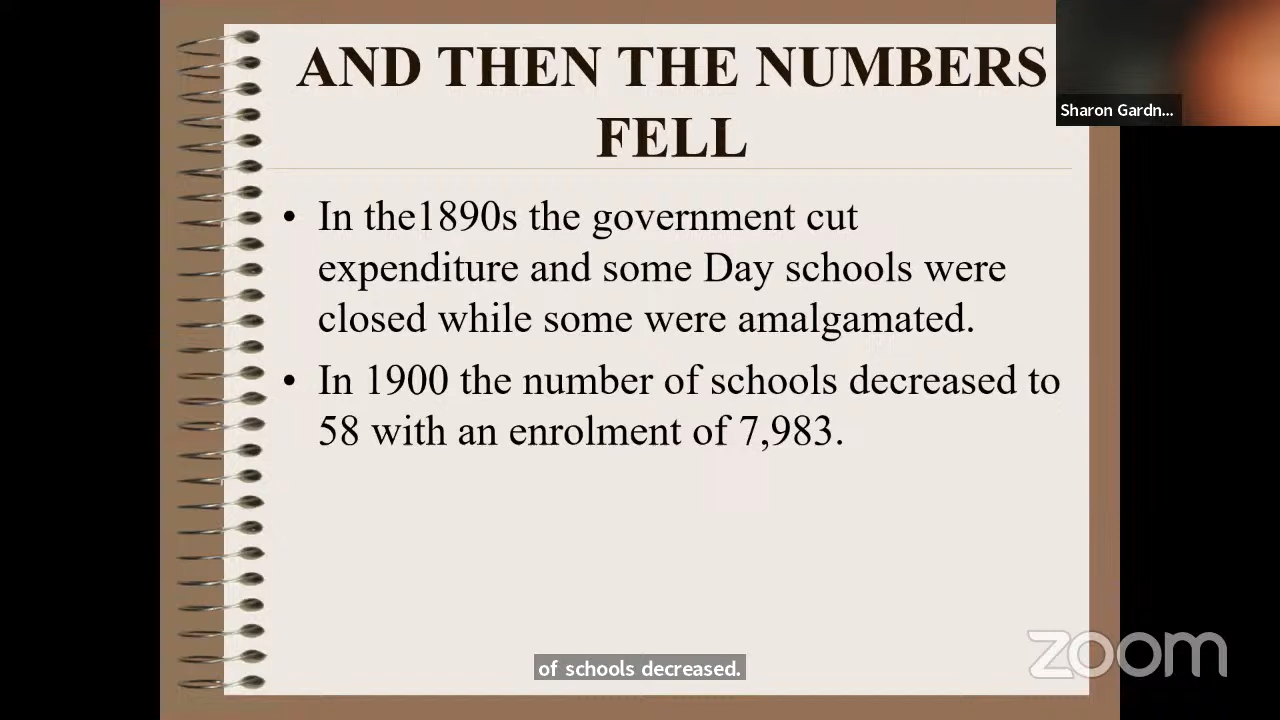 AND THEN THE NUMBERS
FELL
Sharon Gardn...
• In the1890s the government cut
expenditure and some Day schools were
closed while some were amalgamated.
• In 1900 the number of schools decreased to
58 with an enrolment of 7,983.
of schools decreased.
zoom